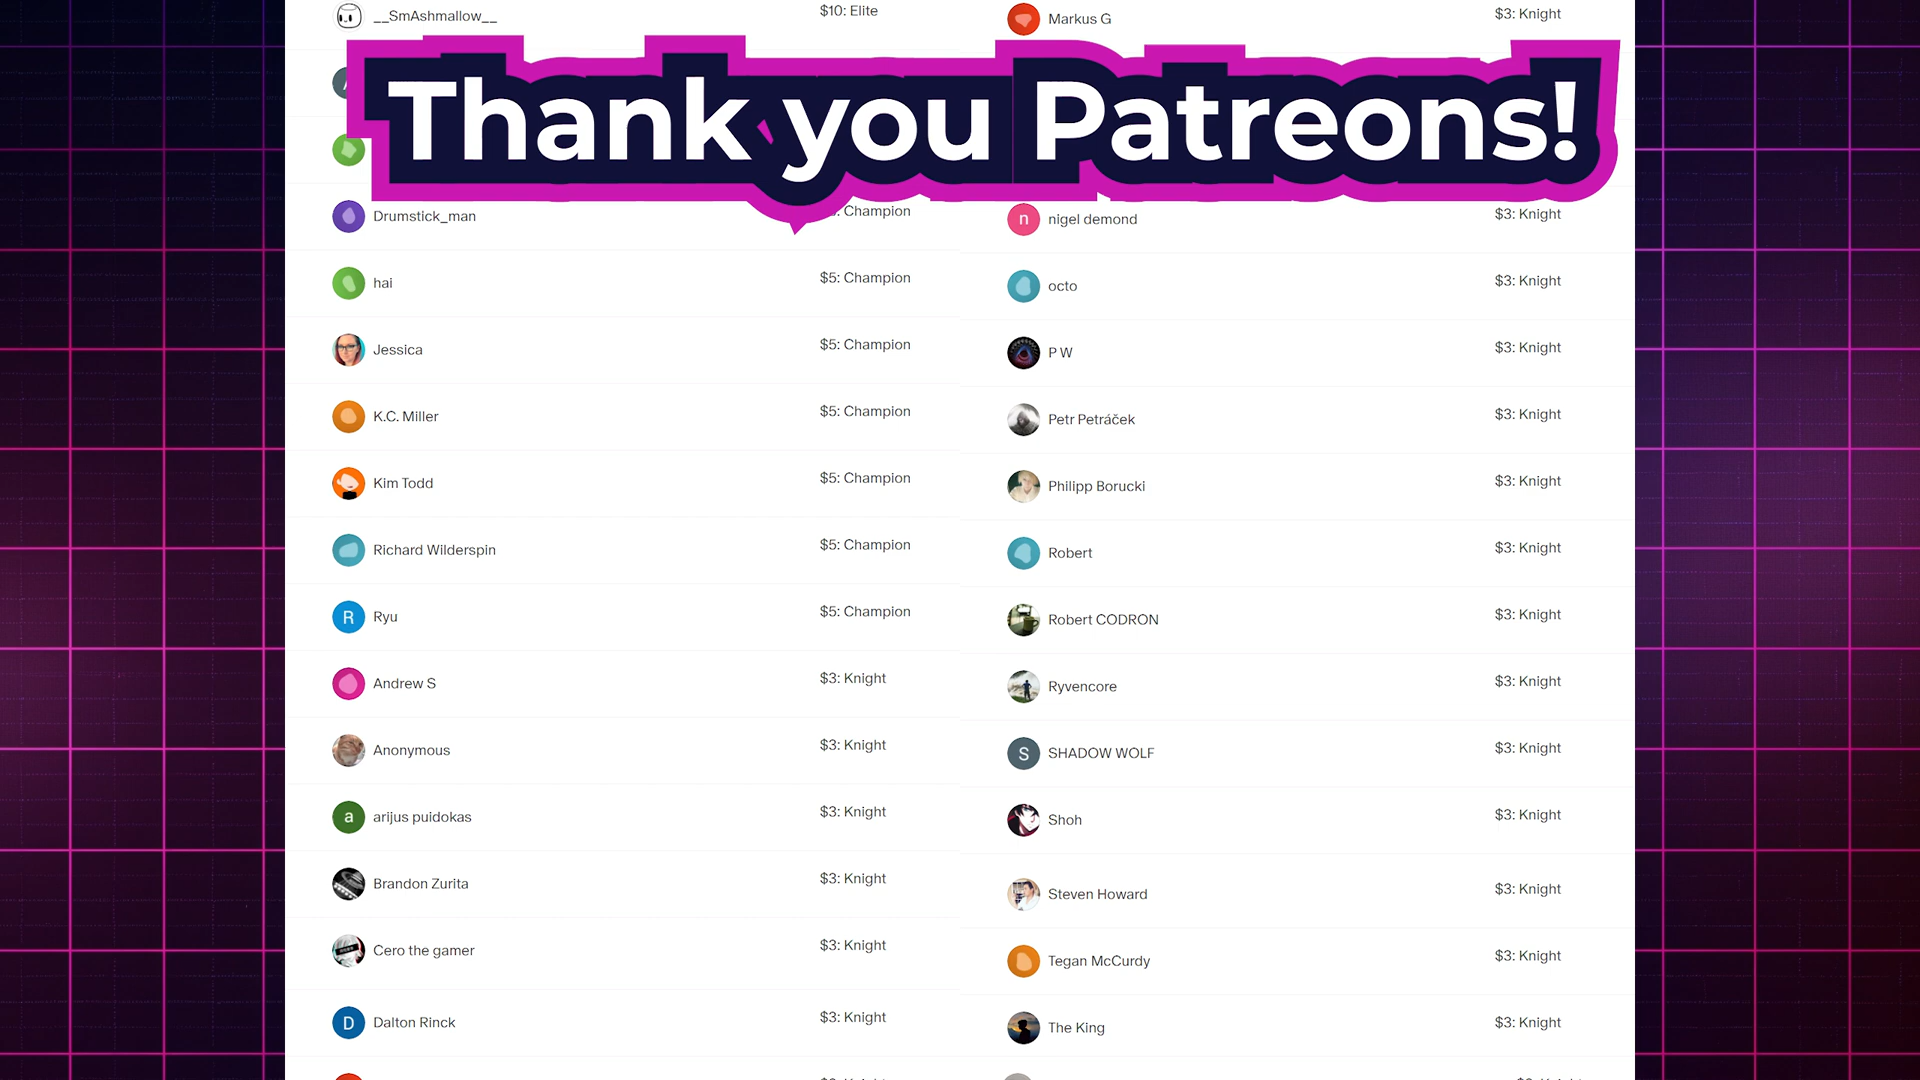 __SmAshmallow__ $10: Elite
Thank you Patreons!
Drumstick_man Champion
hai $5: Champion
Jessica $5: Champion
K.C. Miller $5: Champion
Kim Todd $5: Champion
Richard Wilderspin $5: Champion
R Ryu $5: Champion
Andrew S $3: Knight
Anonymous $3: Knight
a arijus puidokas $3: Knight
Brandon Zurita $3: Knight
Cero the gamer $3: Knight
D Dalton Rinck $3: Knight
Markus G $3: Knight
n nigel demond $3: Knight
octo $3: Knight
P W $3: Knight
Petr Petráček $3: Knight
Philipp Borucki $3: Knight
Robert $3: Knight
Robert CODRON $3: Knight
Ryvencore $3: Knight
S SHADOW WOLF $3: Knight
Shoh $3: Knight
Steven Howard $3: Knight
Tegan McCurdy $3: Knight
The King $3: Knight